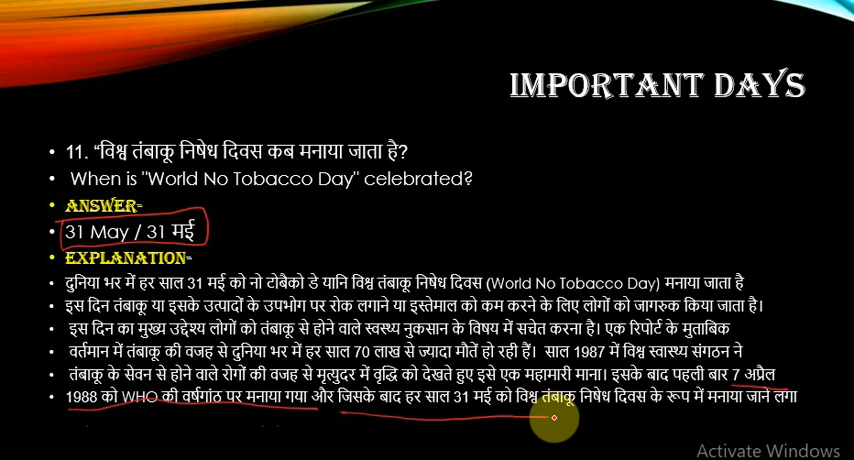 IMPORTANT DAYS
• 11. “विश्व तंबाकू निषेध दिवस कब मनाया जाता है?
• When is "World No Tobacco Day" celebrated?
• ANSWER-
• 31 May / 31 मई
• EXPLANATION-
• दुनिया भर में हर साल 31 मई को नो टोबैको डे यानि विश्व तंबाकू निषेध दिवस (World No Tobacco Day) मनाया जाता है
• इस दिन तंबाकू या इसके उत्पादों के उपभोग पर रोक लगाने या इस्तेमाल को कम करने के लिए लोगों को जागरुक किया जाता है।
• इस दिन का मुख्य उद्देश्य लोगों को तंबाकू से होने वाले स्वस्थ्य नुकसान के विषय में सचेत करना है। एक रिपोर्ट के मुताबिक
• वर्तमान में तंबाकू की वजह से दुनिया भर में हर साल 70 लाख से ज्यादा मौतें हो रही हैं। साल 1987 में विश्व स्वास्थ्य संगठन ने
• तंबाकू के सेवन से होने वाले रोगों की वजह से मृत्युदर में वृद्धि को देखते हुए इसे एक महामारी माना। इसके बाद पहली बार 7 अप्रैल
• 1988 को WHO की वर्षगांठ पर मनाया गया और जिसके बाद हर साल 31 मई को विश्व तंबाकू निषेध दिवस के रूप में मनाया जाने लगा
Activate Windows